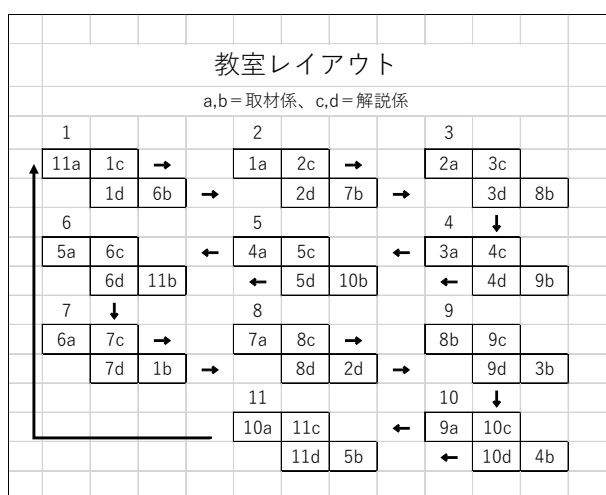 教室レイアウト
a,b＝取材係、c,d＝解説係
1 2 3
11a 1c → 1a 2c → 2a 3c
1d 6b → 2d 7b → 3d 8b
6 5 4 ↓
5a 6c ← 4a 5c ← 3a 4c
6d 11b ← 5d 10b ← 4d 9b
7 ↓ 8 9
6a 7c → 7a 8c → 8b 9c
7d 1b → 8d 2d → 9d 3b
11 10 ↓
10a 11c ← 9a 10c
11d 5b ← 10d 4b